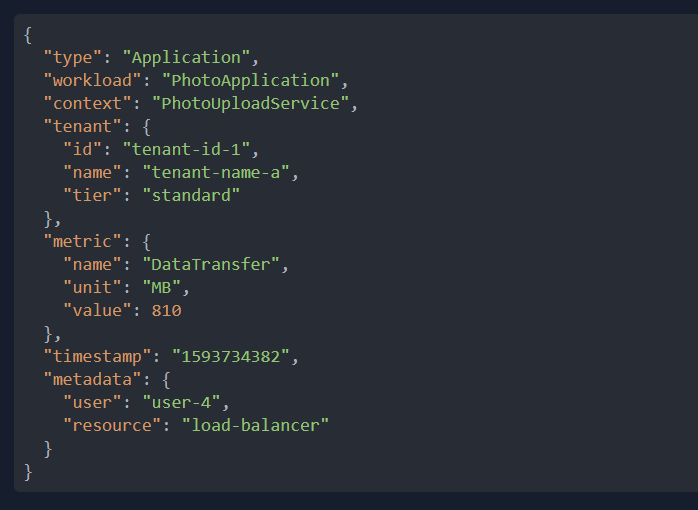 {
  "type": "Application",
  "workload": "PhotoApplication",
  "context": "PhotoUploadService",
  "tenant": {
    "id": "tenant-id-1",
    "name": "tenant-name-a",
    "tier": "standard"
  },
  "metric": {
    "name": "DataTransfer",
    "unit": "MB",
    "value": 810
  },
  "timestamp": "1593734382",
  "metadata": {
    "user": "user-4",
    "resource": "load-balancer"
  }
}